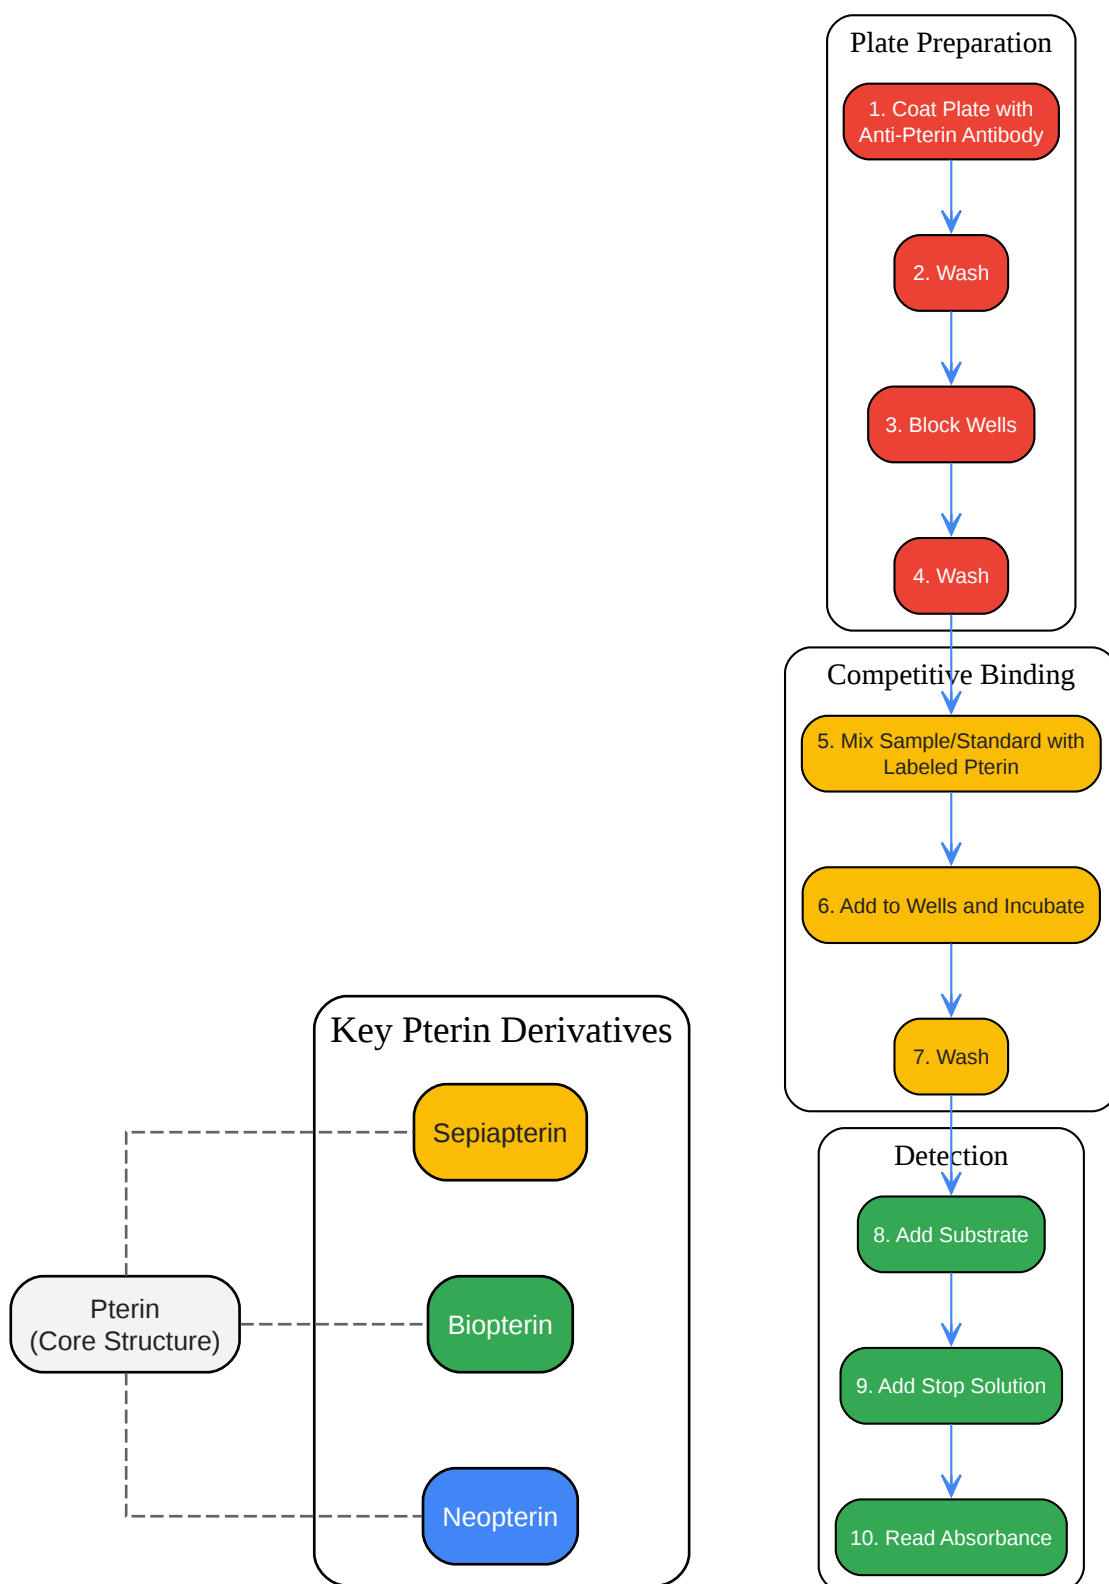 Plate Preparation
1. Coat Plate with
Anti-Pterin Antibody
2. Wash
3. Block Wells
4. Wash
Competitive Binding
5. Mix Sample/Standard with
Labeled Pterin
6. Add to Wells and Incubate
7. Wash
Detection
8. Add Substrate
9. Add Stop Solution
10. Read Absorbance
Key Pterin Derivatives
Sepiapterin
Pterin
(Core Structure)
Biopterin
Neopterin